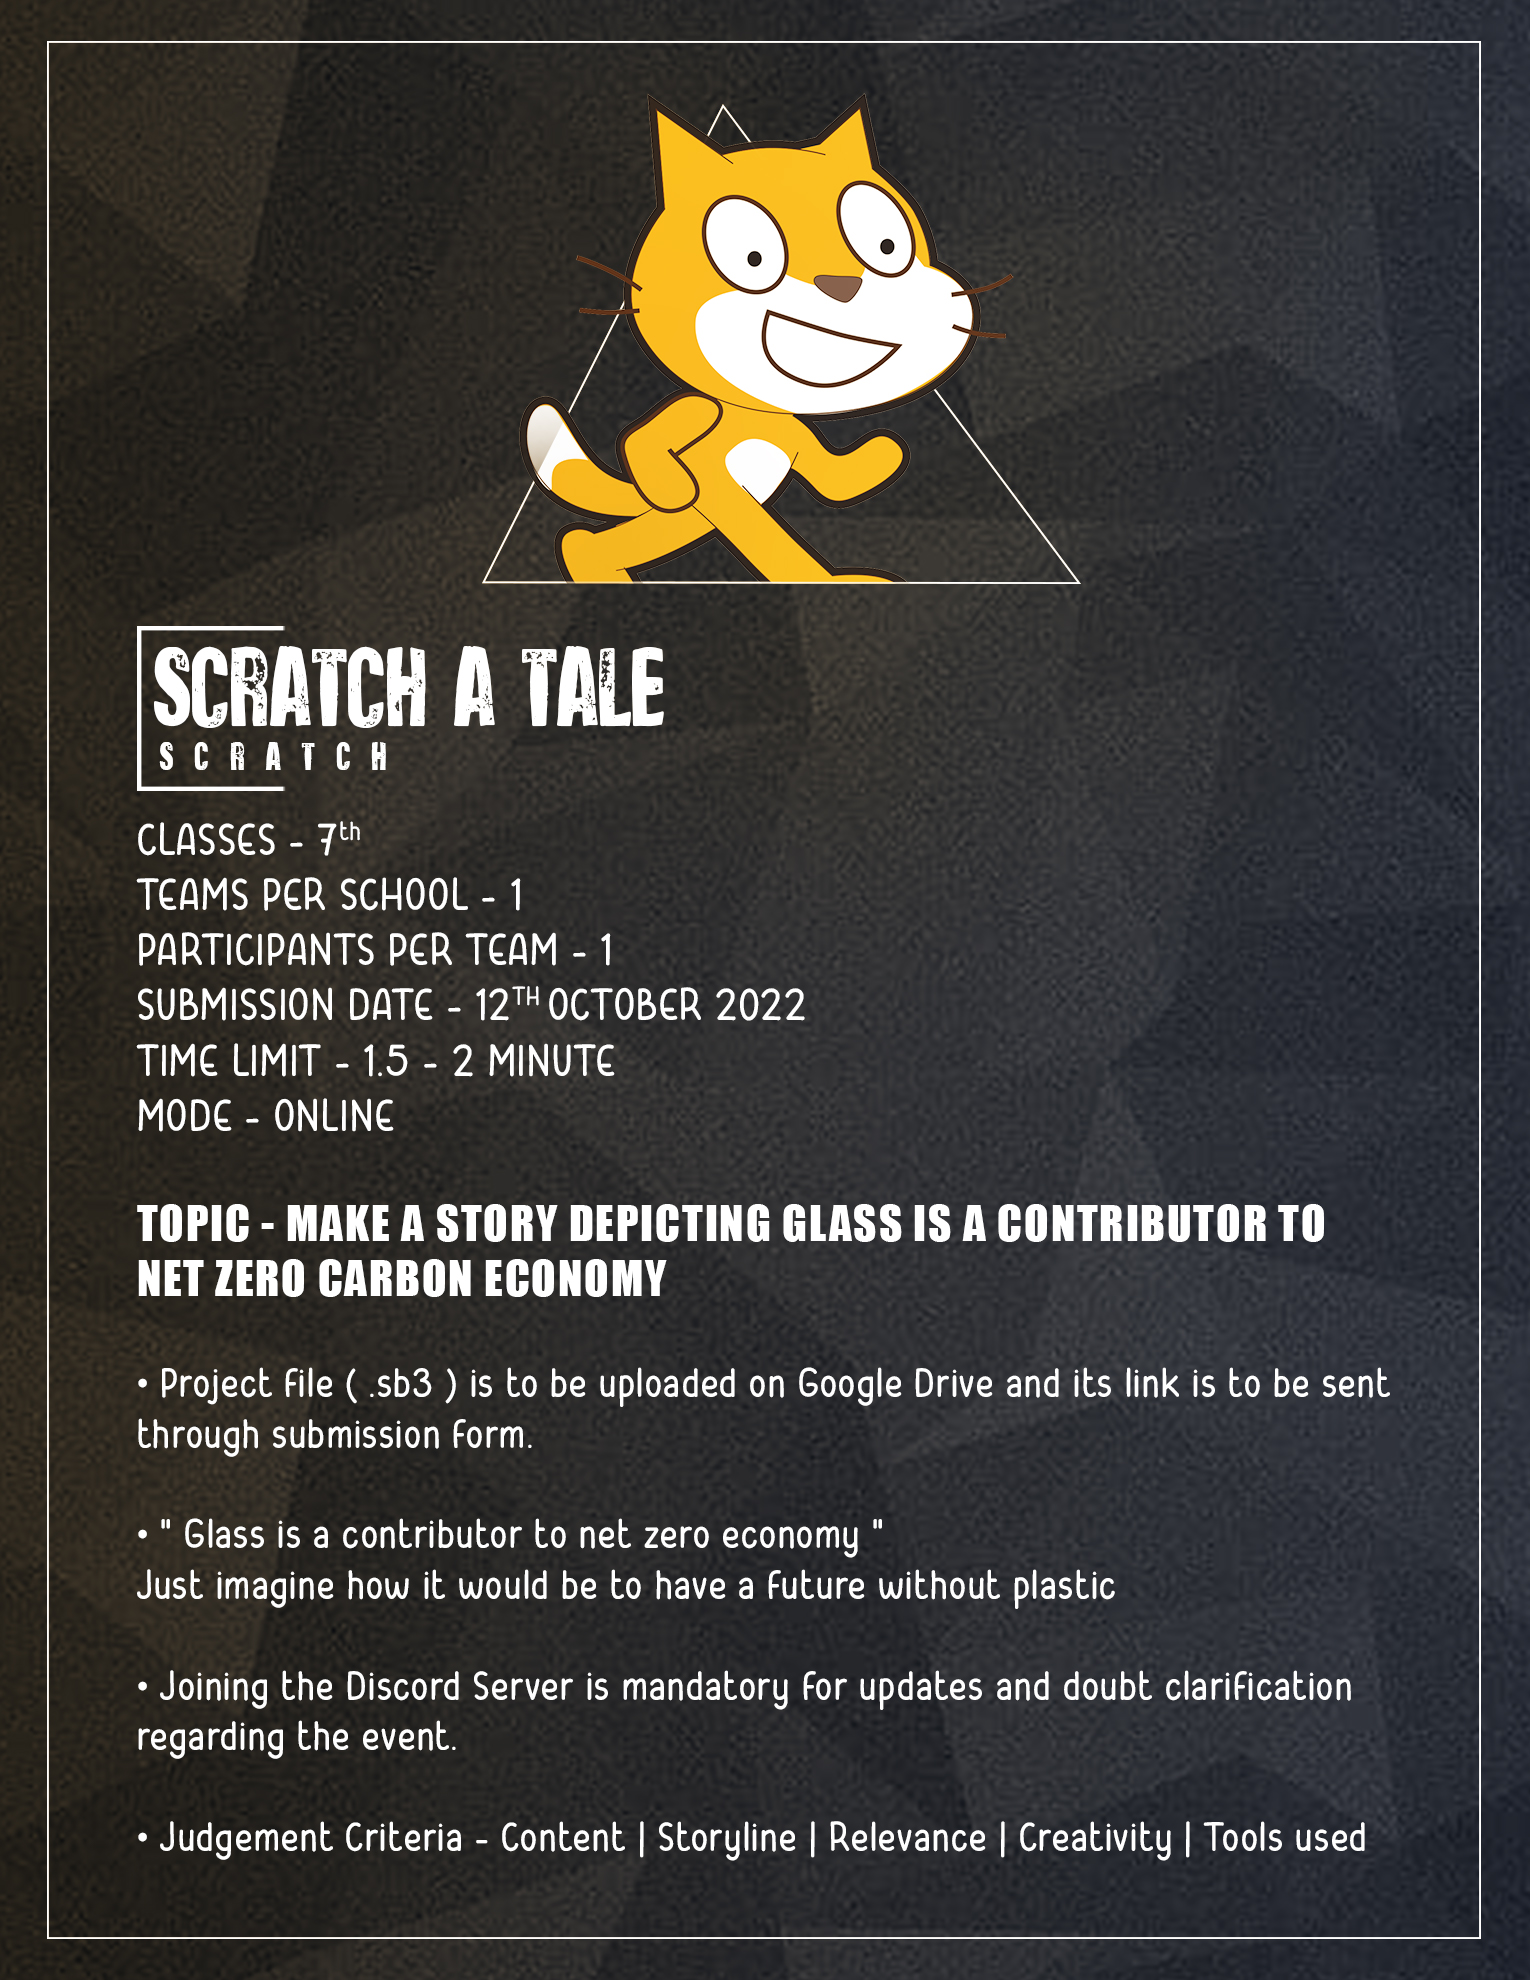 SCRATCH A TALE
SCRATCH
CLASSES - 7th
TEAMS PER SCHOOL - 1
PARTICIPANTS PER TEAM - 1
SUBMISSION DATE - 12TH OCTOBER 2022
TIME LIMIT - 1.5 - 2 MINUTE
MODE - ONLINE
TOPIC - MAKE A STORY DEPICTING GLASS IS A CONTRIBUTOR TO
NET ZERO CARBON ECONOMY
• Project file ( .sb3 ) is to be uploaded on Google Drive and its link is to be sent
through submission form.
• " Glass is a contributor to net zero economy "
Just imagine how it would be to have a future without plastic
• Joining the Discord Server is mandatory for updates and doubt clarification
regarding the event.
• Judgement Criteria - Content | Storyline | Relevance | Creativity | Tools used